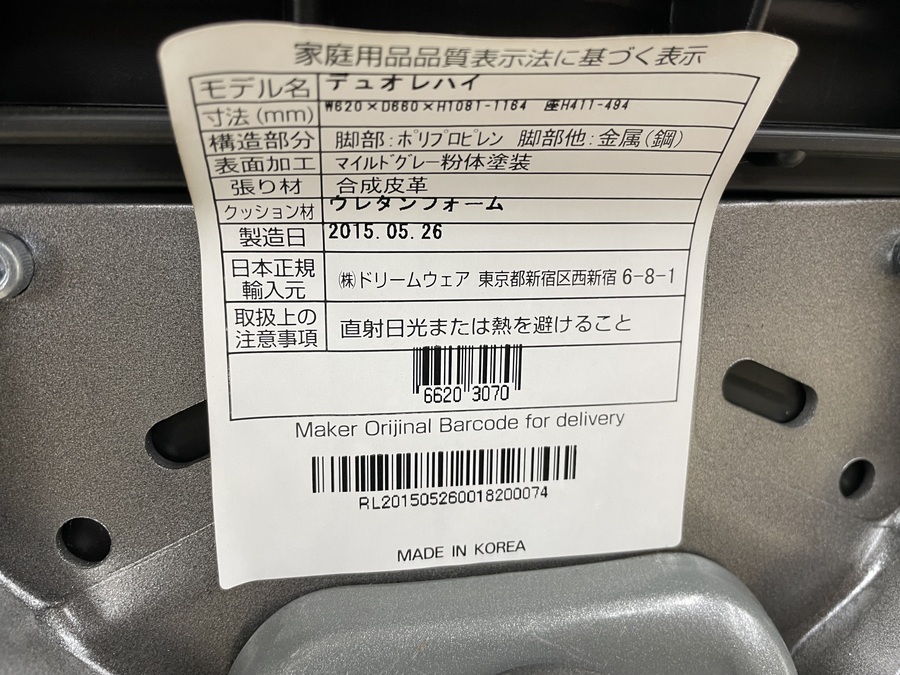 家庭用品品質表示法に基づく表示
モデル名 デュオレハイ
寸法(mm) W620×D660×H1081-1164 座H411-494
構造部分 脚部:ポリプロピレン 脚部他:金属(鋼)
表面加工 マイルドグレー粉体塗装
張り材 合成皮革
クッション材 ウレタンフォーム
製造日 2015.05.26
日本正規
輸入元 ㈱ドリームウェア 東京都新宿区西新宿 6-8-1
取扱上の
注意事項 直射日光または熱を避けること
6620 3070
Maker Orijinal Barcode for delivery
RL201505260018200074
MADE IN KOREA